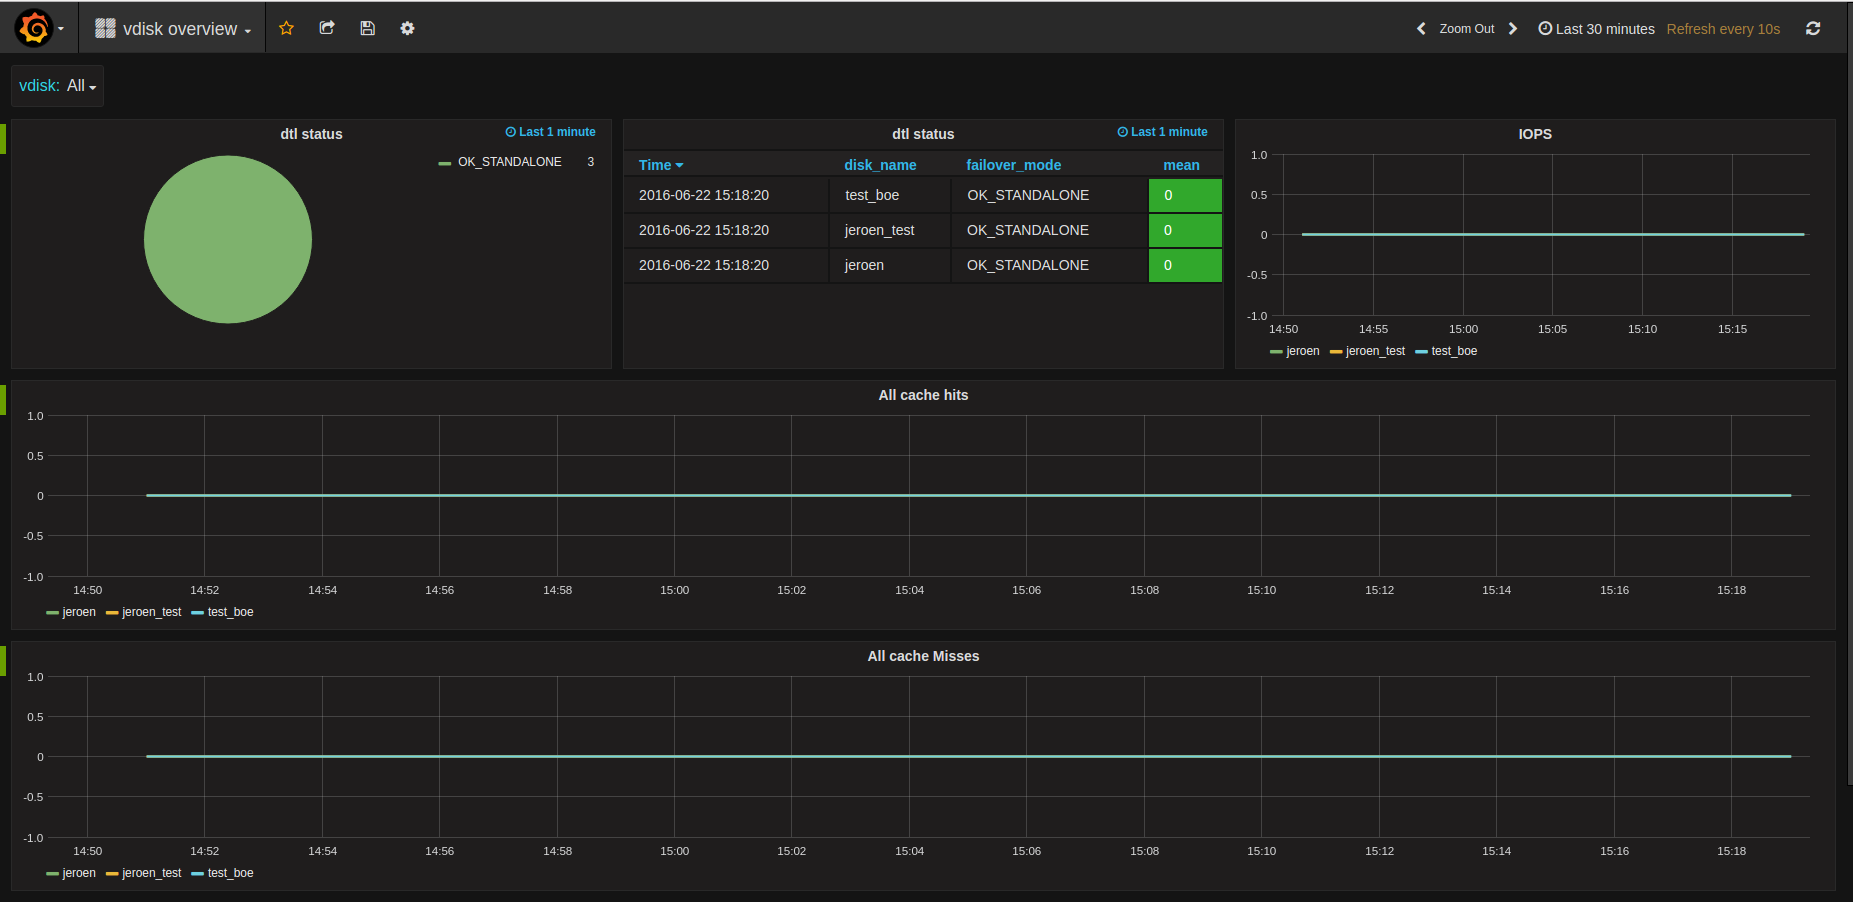 vdisk overview
Zoom Out
Last 30 minutes Refresh every 10s
vdisk: All
dtl status
Last 1 minute
OK_STANDALONE 3
dtl status
Last 1 minute
Time disk_name failover_mode mean
2016-06-22 15:18:20 test_boe OK_STANDALONE 0
2016-06-22 15:18:20 jeroen_test OK_STANDALONE 0
2016-06-22 15:18:20 jeroen OK_STANDALONE 0
IOPS
1.0
0.5
0
-0.5
-1.0
14:50 14:55 15:00 15:05 15:10 15:15
jeroen jeroen_test test_boe
All cache hits
1.0
0.5
0
-0.5
-1.0
14:50 14:52 14:54 14:56 14:58 15:00 15:02 15:04 15:06 15:08 15:10 15:12 15:14 15:16 15:18
jeroen jeroen_test test_boe
All cache Misses
1.0
0.5
0
-0.5
-1.0
14:50 14:52 14:54 14:56 14:58 15:00 15:02 15:04 15:06 15:08 15:10 15:12 15:14 15:16 15:18
jeroen jeroen_test test_boe